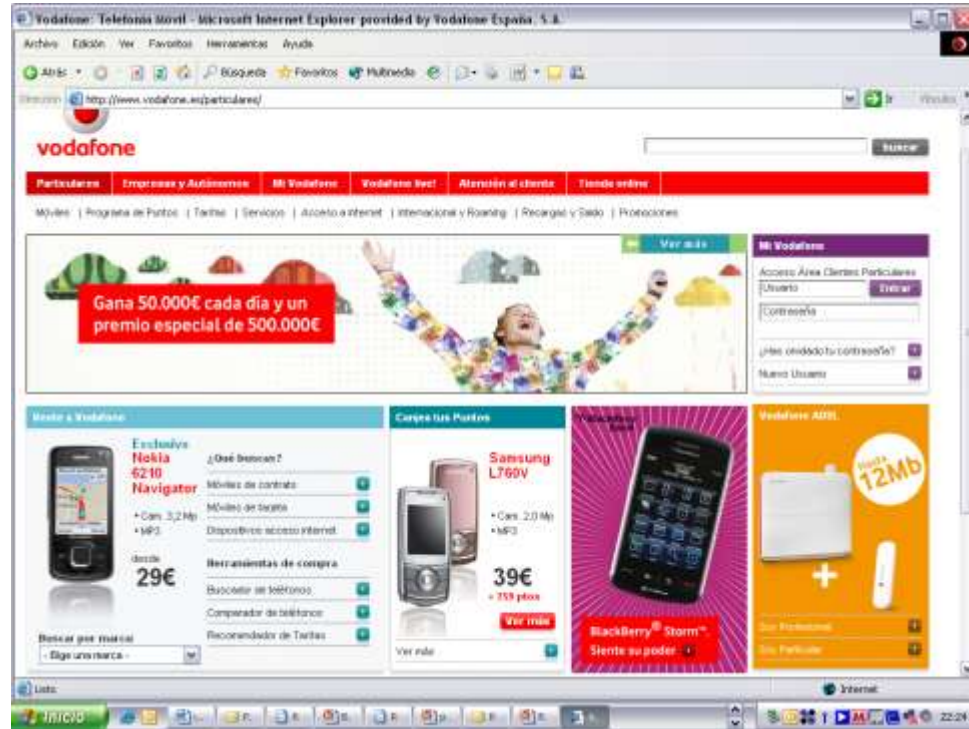 Vodafone: Telefonía Móvil - Microsoft Internet Explorer provided by Vodafone España, S.A.
Archivo Edición Ver Favoritos Herramientas Ayuda
Atrás Búsqueda Favoritos Multimedia
Dirección http://www.vodafone.es/particulares/ Ir Vínculos
vodafone
buscar
Particulares Empresas y Autónomos Mi Vodafone Vodafone live! Atención al cliente Tienda online
Móviles | Programa de Puntos | Tarifas | Servicios | Acceso a internet | Internacional y Roaming | Recargas y Saldo | Promociones
Ver más
Gana 50.000€ cada día y un
premio especial de 500.000€
Mi Vodafone
Acceso Área Clientes Particulares
Usuario Entrar
Contraseña
¿Has olvidado tu contraseña?
Nuevo Usuario
Vente a Vodafone
Exclusivo
Nokia
6210
Navigator
• Cam. 3,2 Mp
• MP3
desde
29€
Buscar por marca:
- Elige una marca -
¿Qué buscas?
Móviles de contrato
Móviles de tarjeta
Dispositivos acceso internet
Herramientas de compra
Buscador de teléfonos
Comparador de teléfonos
Recomendador de Tarifas
Canjea tus Puntos
Samsung
L760V
• Cam. 2,0 Mp
• MP3
39€
+ 759 ptos
Ver más
Ver más
BlackBerry® Storm™.
Siente su poder
Vodafone ADSL
Hasta
12Mb
+
Soy Profesional
Soy Particular
Listo
Internet
Inicio
22:24